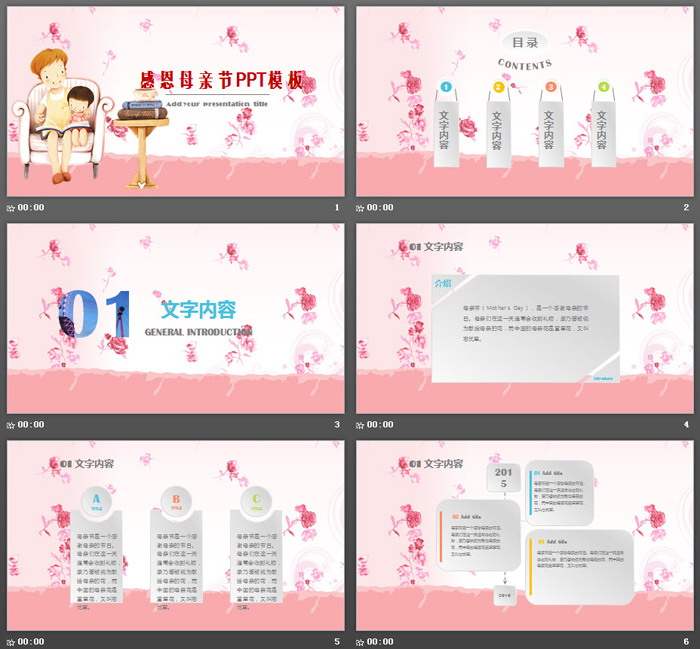 感恩母亲节PPT模板
Add your presentation title
00:00
1
目录
CONTENTS
1
2
3
4
文字内容
文字内容
文字内容
文字内容
00:00
2
01
文字内容
GENERAL INTRODUCTION
00:00
3
01 文字内容
介绍
母亲节（Mother's Day），是一个感谢母亲的节
日。母亲们在这一天通常会收到礼物，康乃馨被视
为献给母亲的花，而中国的母亲花是萱草花，又叫
忘忧草。
Introduce
00:00
4
01 文字内容
A
TITLE
B
TITLE
C
TITLE
母亲节是一个感
谢母亲的节日。
母亲们在这一天
通常会收到礼物，
康乃馨被视为献
给母亲的花，而
中国的母亲花是
萱草花，又叫忘
忧草。
母亲节是一个感
谢母亲的节日。
母亲们在这一天
通常会收到礼物，
康乃馨被视为献
给母亲的花，而
中国的母亲花是
萱草花，又叫忘
忧草。
母亲节是一个感
谢母亲的节日。
母亲们在这一天
通常会收到礼物，
康乃馨被视为献
给母亲的花，而
中国的母亲花是
萱草花，又叫忘
忧草。
00:00
5
01 文字内容
201
5
01 Add title
02 Add title
03 Add title
2016
00:00
6